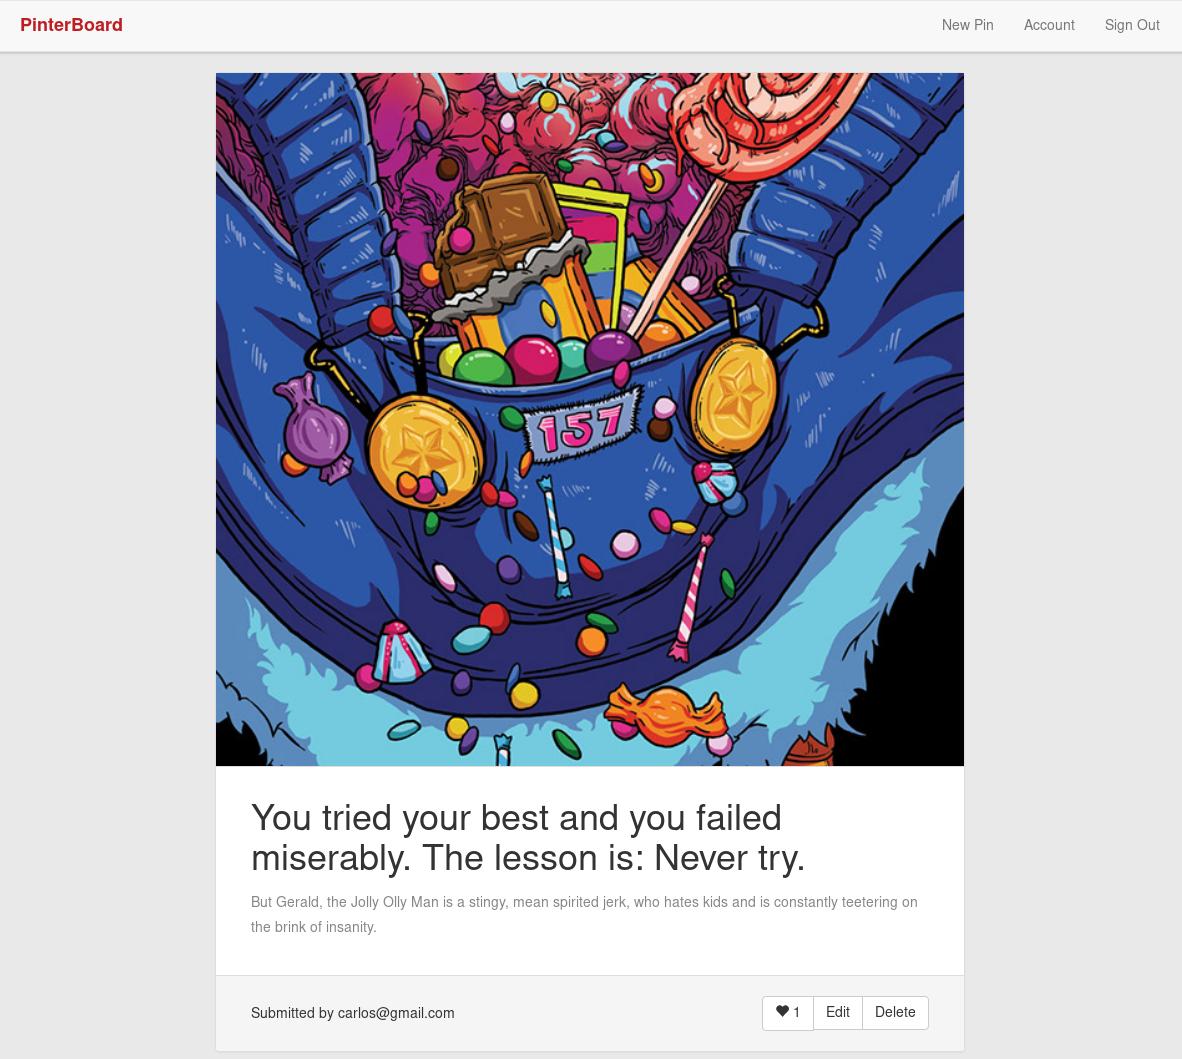 PinterBoard
New Pin
Account
Sign Out
157
You tried your best and you failed
miserably. The lesson is: Never try.
But Gerald, the Jolly Olly Man is a stingy, mean spirited jerk, who hates kids and is constantly teetering on
the brink of insanity.
Submitted by carlos@gmail.com
1
Edit
Delete